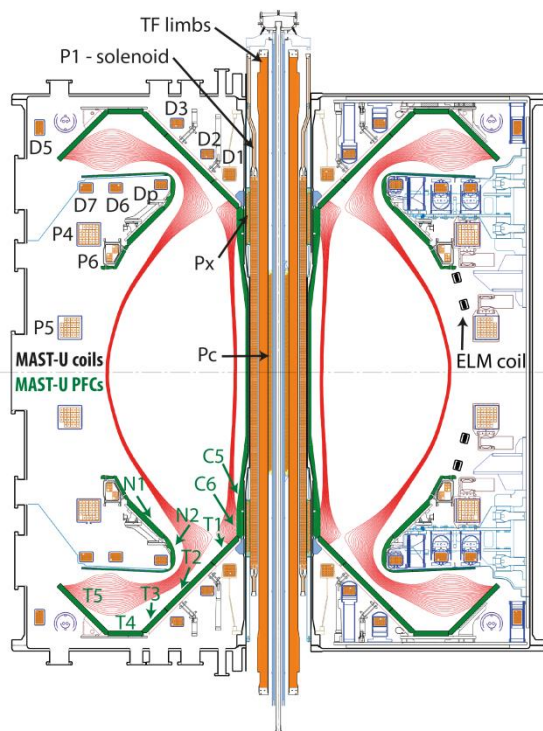 TF limbs
P1 - solenoid
D3
D5
D2
D1
D7
D6
Dp
P4
P6
Px
P5
Pc
MAST-U coils
MAST-U PFCs
ELM coil
C5
N1
C6
N2
T1
T2
T5
T3
T4